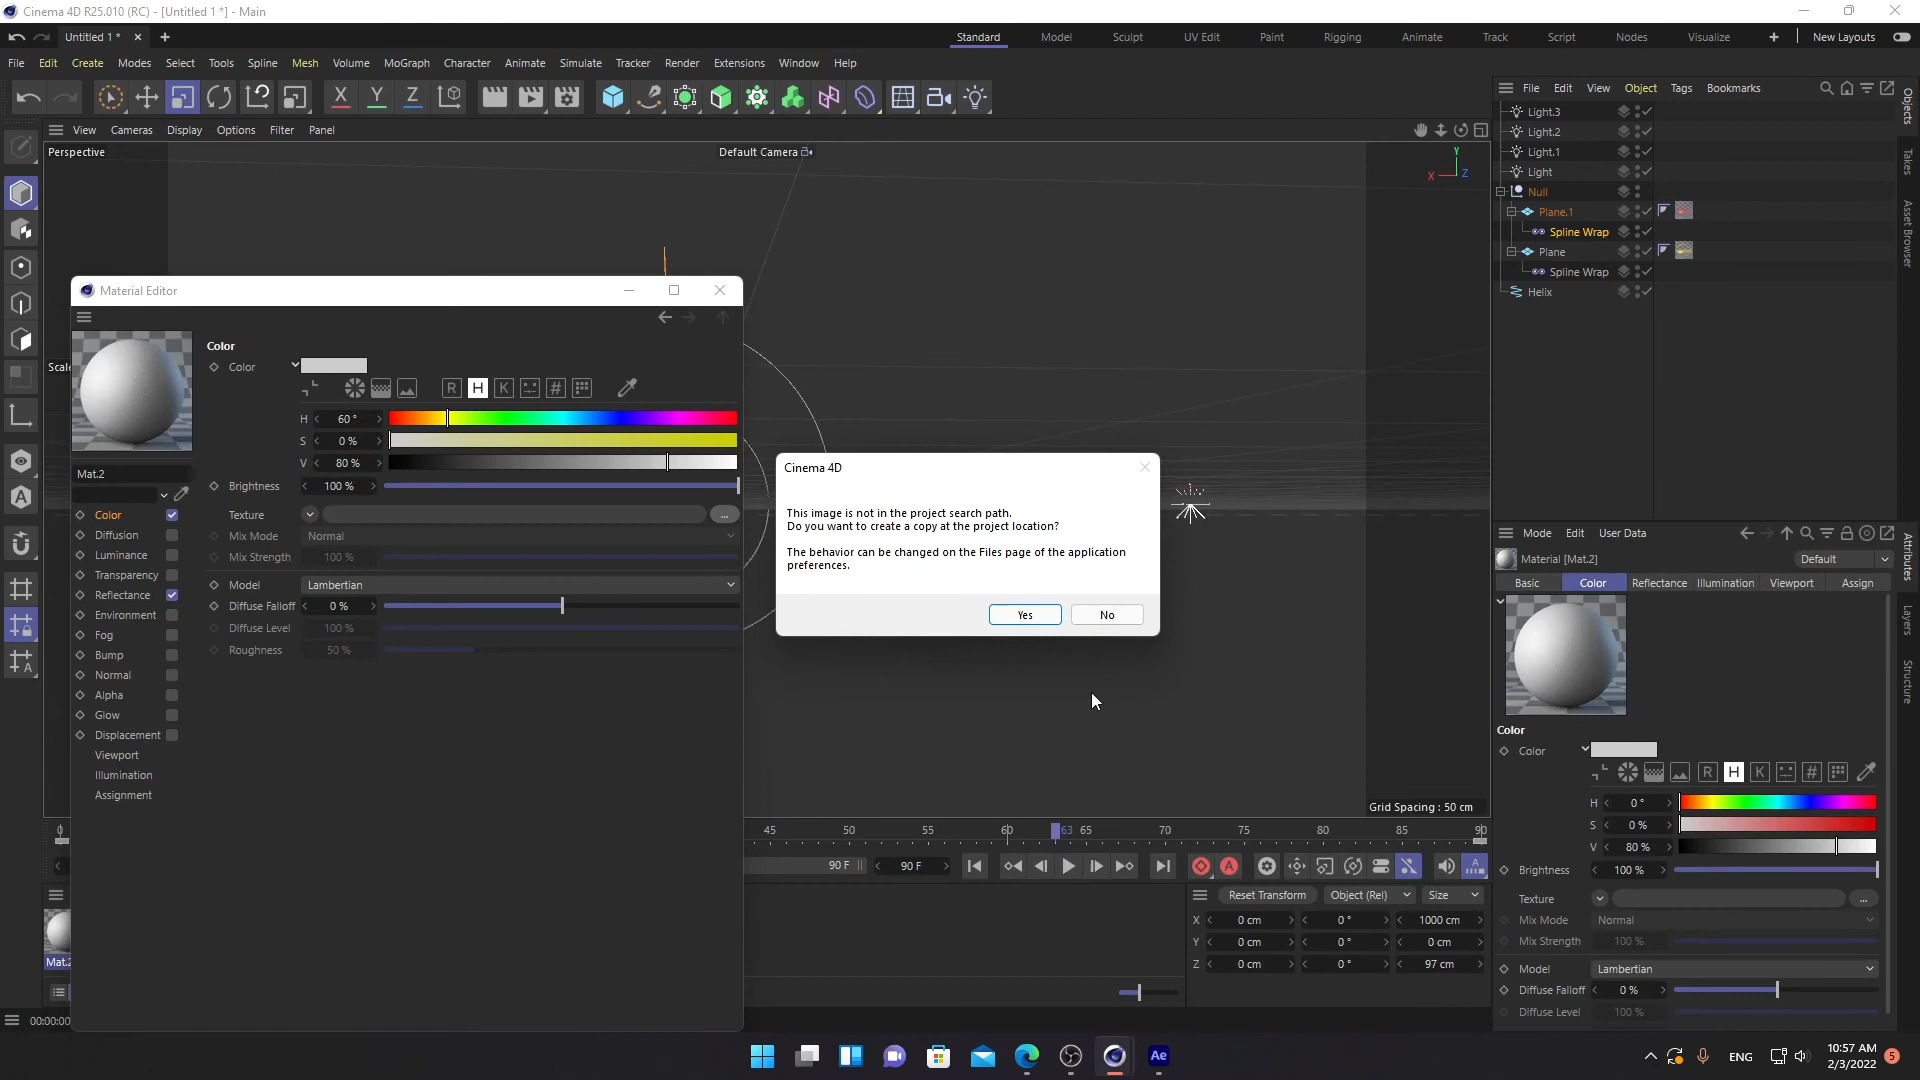 Cinema 4D R25.010 (RC) - [Untitled 1 *] - Main
Untitled 1 *
Standard
Model
Sculpt
UV Edit
Paint
Rigging
Animate
Track
Script
Nodes
Visualize
New Layouts
File
Edit
Create
Modes
Select
Tools
Spline
Mesh
Volume
MoGraph
Character
Animate
Simulate
Tracker
Render
Extensions
Window
Help
X
Y
Z
View
Cameras
Display
Options
Filter
Panel
Perspective
Default Camera
Y
X
Z
Scale
Grid Spacing : 50 cm
File
Edit
View
Object
Tags
Bookmarks
Light.3
Light.2
Light.1
Light
Null
Plane.1
Spline Wrap
Plane
Spline Wrap
Helix
Objects
Takes
Asset Browser
Attributes
Layers
Structure
Material Editor
Mat.2
Color
Diffusion
Luminance
Transparency
Reflectance
Environment
Fog
Bump
Normal
Alpha
Glow
Displacement
Viewport
Illumination
Assignment
Color
Color
R
H
K
#
H 60 °
S 0 %
V 80 %
Brightness 100 %
Texture ...
Mix Mode Normal
Mix Strength 100 %
Model Lambertian
Diffuse Falloff 0 %
Diffuse Level 100 %
Roughness 50 %
Cinema 4D
This image is not in the project search path.
Do you want to create a copy at the project location?
The behavior can be changed on the Files page of the application
preferences.
Yes
No
Mode
Edit
User Data
Material [Mat.2]
Default
Basic
Color
Reflectance
Illumination
Viewport
Assign
Color
Color
R
H
K
#
H 0 °
S 0 %
V 80 %
Brightness 100 %
Texture ...
Mix Mode Normal
Mix Strength 100 %
Model Lambertian
Diffuse Falloff 0 %
Diffuse Level 100 %
0
45
50
55
60
63
65
70
75
80
85
90
90 F
90 F
A
Reset Transform
Object (Rel)
Size
X 0 cm 0 ° 1000 cm
Y 0 cm 0 ° 0 cm
Z 0 cm 0 ° 97 cm
Mat.2
00:00:00
Ae
ENG
10:57 AM
2/3/2022
5